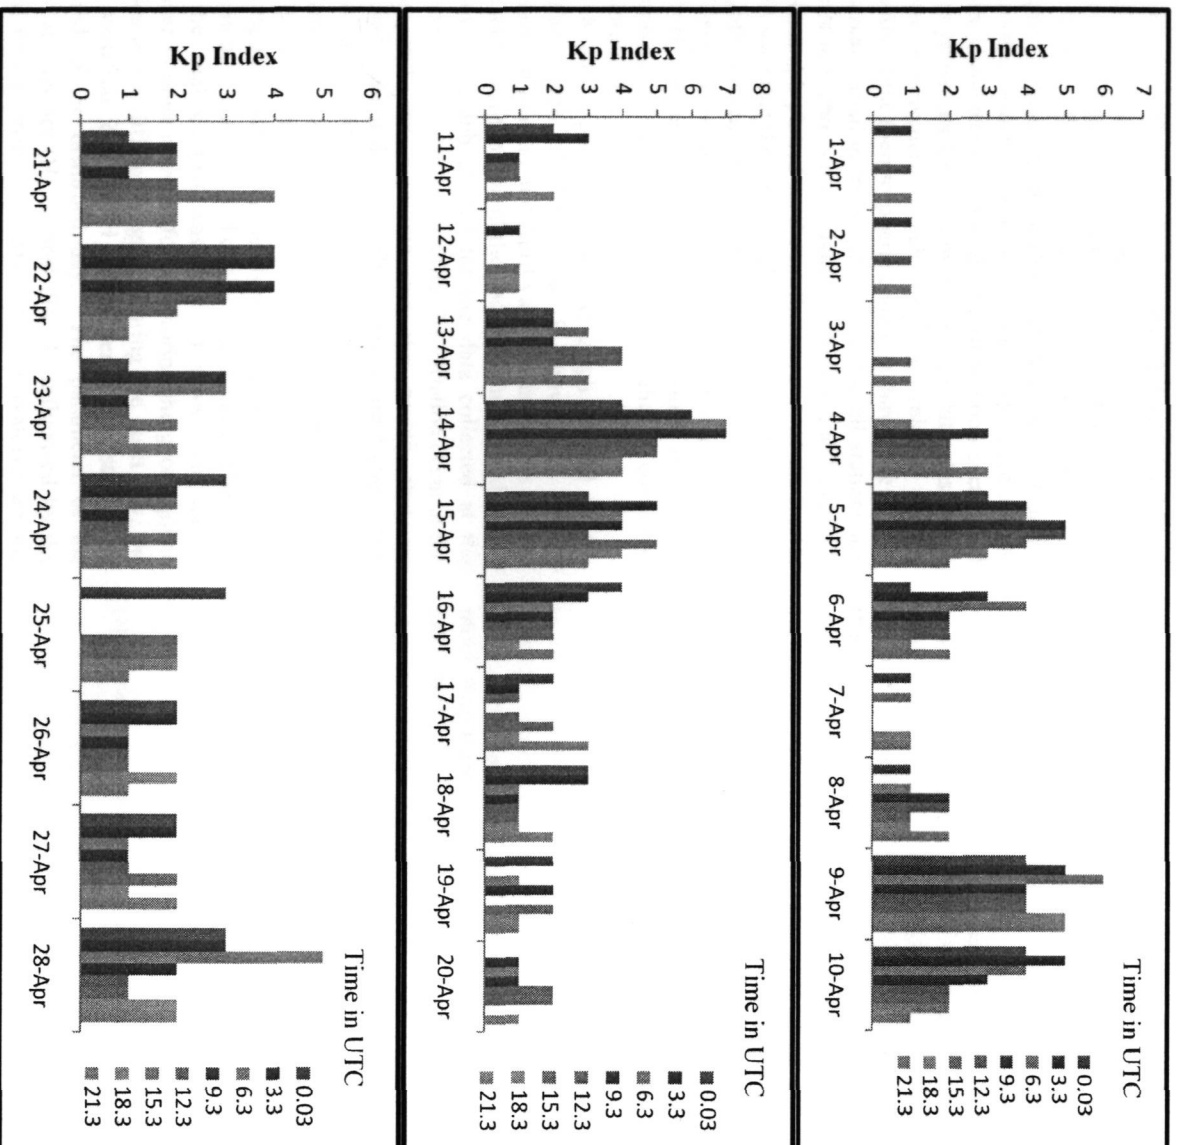 Kp Index
7
6
5
4
3
2
1
0
1-Apr
2-Apr
3-Apr
4-Apr
5-Apr
6-Apr
7-Apr
8-Apr
9-Apr
10-Apr
Time in UTC
0.03
3.3
6.3
9.3
12.3
15.3
18.3
21.3
Kp Index
8
7
6
5
4
3
2
1
0
11-Apr
12-Apr
13-Apr
14-Apr
15-Apr
16-Apr
17-Apr
18-Apr
19-Apr
20-Apr
Time in UTC
0.03
3.3
6.3
9.3
12.3
15.3
18.3
21.3
Kp Index
6
5
4
3
2
1
0
21-Apr
22-Apr
23-Apr
24-Apr
25-Apr
26-Apr
27-Apr
28-Apr
Time in UTC
0.03
3.3
6.3
9.3
12.3
15.3
18.3
21.3